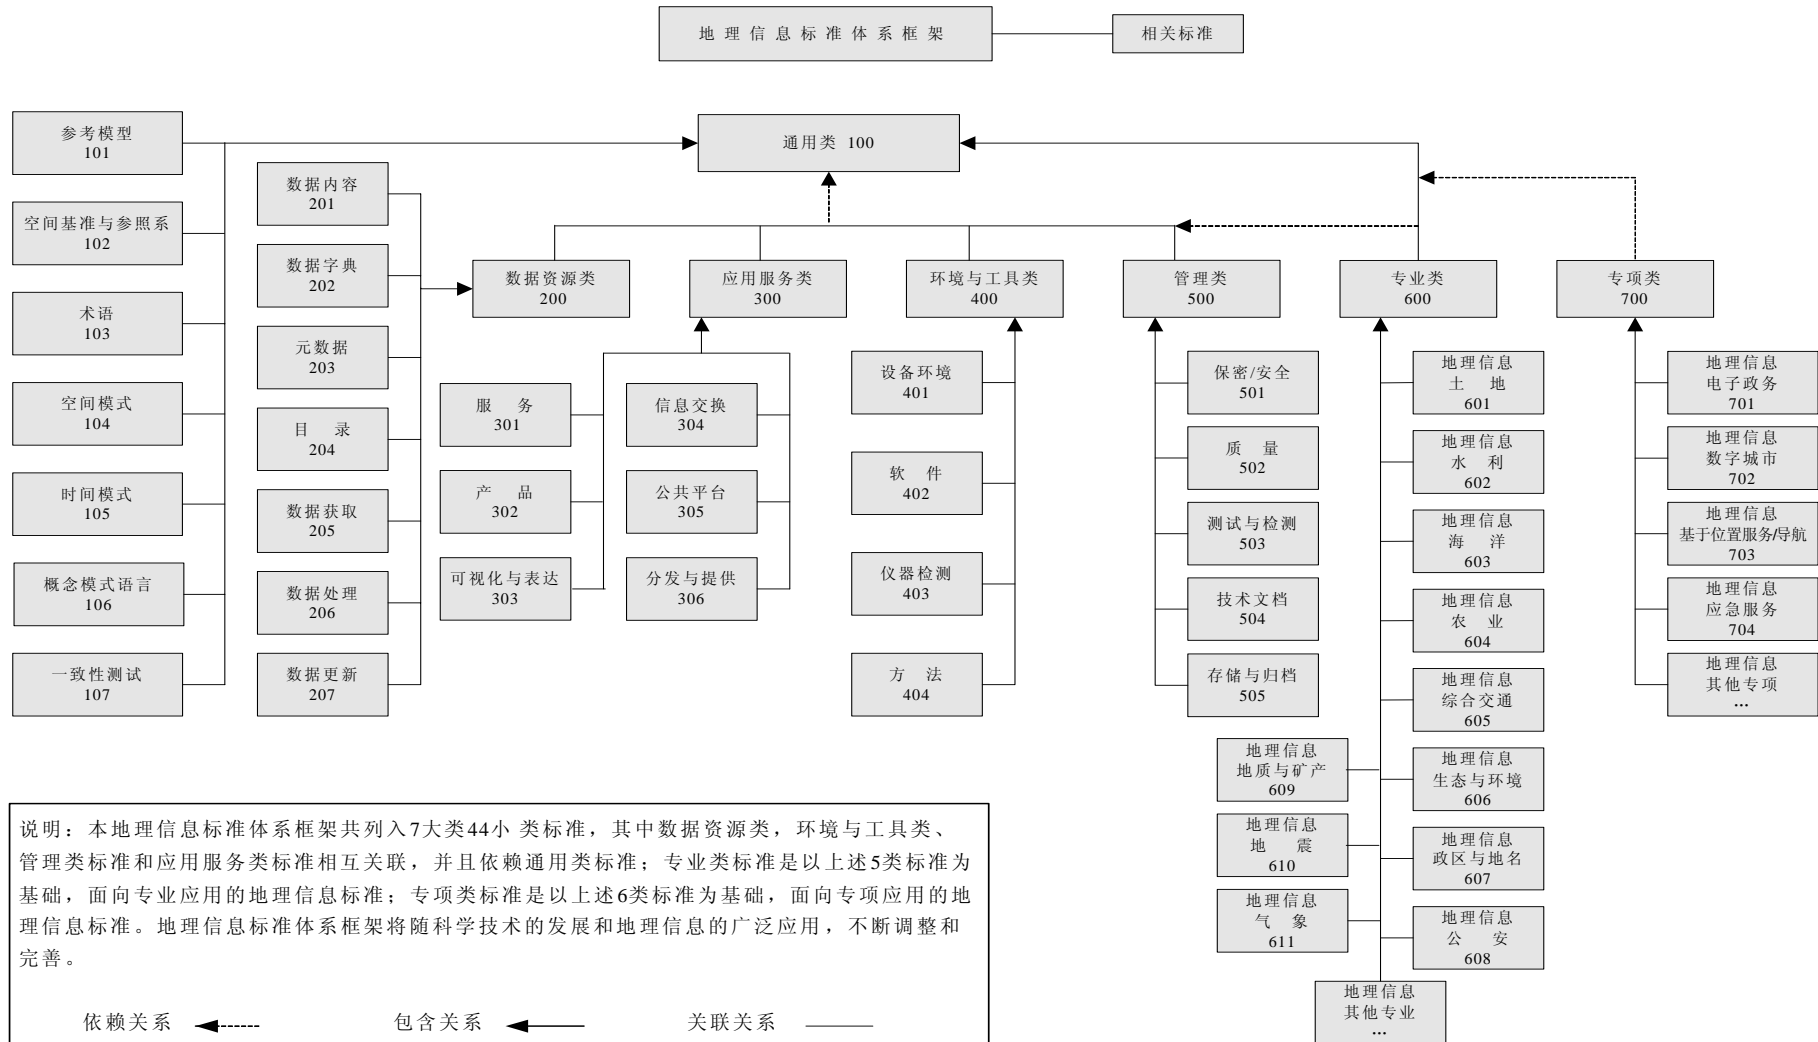 地理信息标准体系框架
相关标准
通用类 100
参考模型
101
空间基准与参照系
102
术语
103
空间模式
104
时间模式
105
概念模式语言
106
一致性测试
107
数据内容
201
数据字典
202
元数据
203
目 录
204
数据获取
205
数据处理
206
数据更新
207
数据资源类
200
应用服务类
300
环境与工具类
400
管理类
500
专业类
600
专项类
700
服 务
301
产 品
302
可视化与表达
303
信息交换
304
公共平台
305
分发与提供
306
设备环境
401
软 件
402
仪器检测
403
方 法
404
保密/安全
501
质 量
502
测试与检测
503
技术文档
504
存储与归档
505
地理信息
土 地
601
地理信息
水 利
602
地理信息
海 洋
603
地理信息
农 业
604
地理信息
综合交通
605
地理信息
生态与环境
606
地理信息
政区与地名
607
地理信息
公 安
608
地理信息
地质与矿产
609
地理信息
地 震
610
地理信息
气 象
611
地理信息
其他专业
...
地理信息
电子政务
701
地理信息
数字城市
702
地理信息
基于位置服务/导航
703
地理信息
应急服务
704
地理信息
其他专项
...
说明：本地理信息标准体系框架共列入7大类44小 类标准，其中数据资源类，环境与工具类、
管理类标准和应用服务类标准相互关联，并且依赖通用类标准；专业类标准是以上述5类标准为
基础，面向专业应用的地理信息标准；专项类标准是以上述6类标准为基础，面向专项应用的地
理信息标准。地理信息标准体系框架将随科学技术的发展和地理信息的广泛应用，不断调整和
完善。
依赖关系
包含关系
关联关系